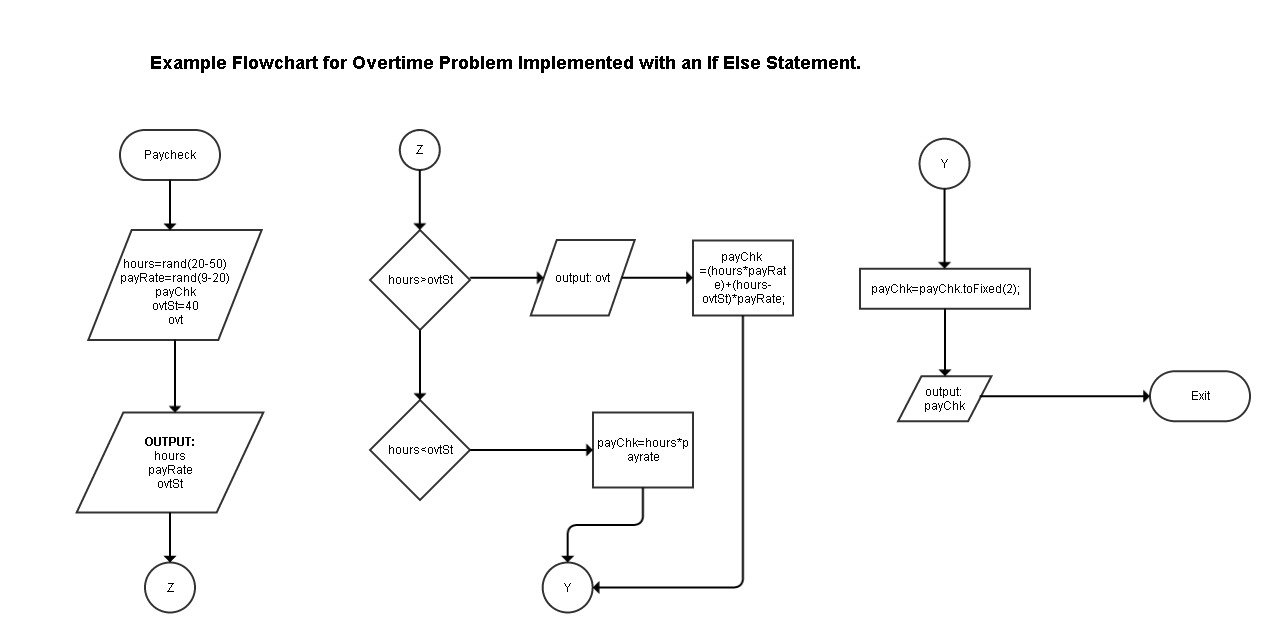 Example Flowchart for Overtime Problem Implemented with an If Else Statement.
Paycheck
hours=rand(20-50)
payRate=rand(9-20)
payChk
ovtSt=40
ovt
OUTPUT:
hours
payRate
ovtSt
Z
Z
hours>ovtSt
output: ovt
payChk
=(hours*payRat
e)+(hours-
ovtSt)*payRate;
hours<ovtSt
payChk=hours*p
ayrate
Y
Y
payChk=payChk.toFixed(2);
output:
payChk
Exit